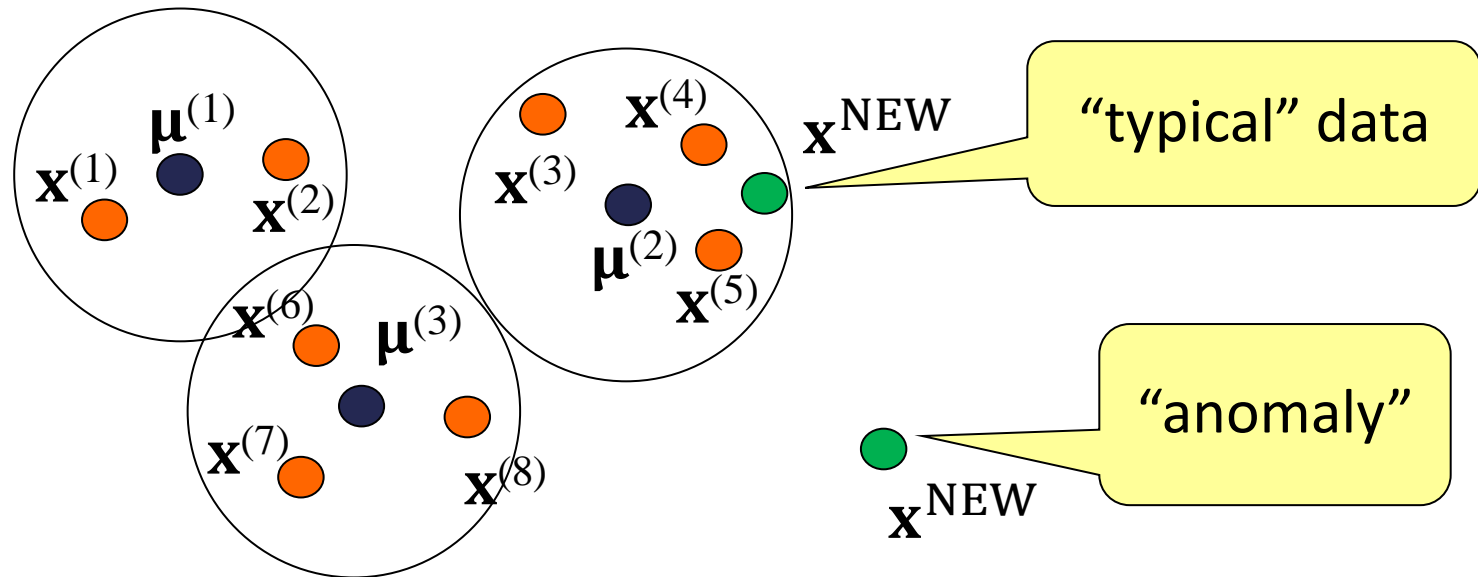 μ(1)
x(1)
x(2)
x(3)
x(4)
μ(2)
x(5)
xNEW
“typical” data
x(6)
μ(3)
x(7)
x(8)
“anomaly”
xNEW